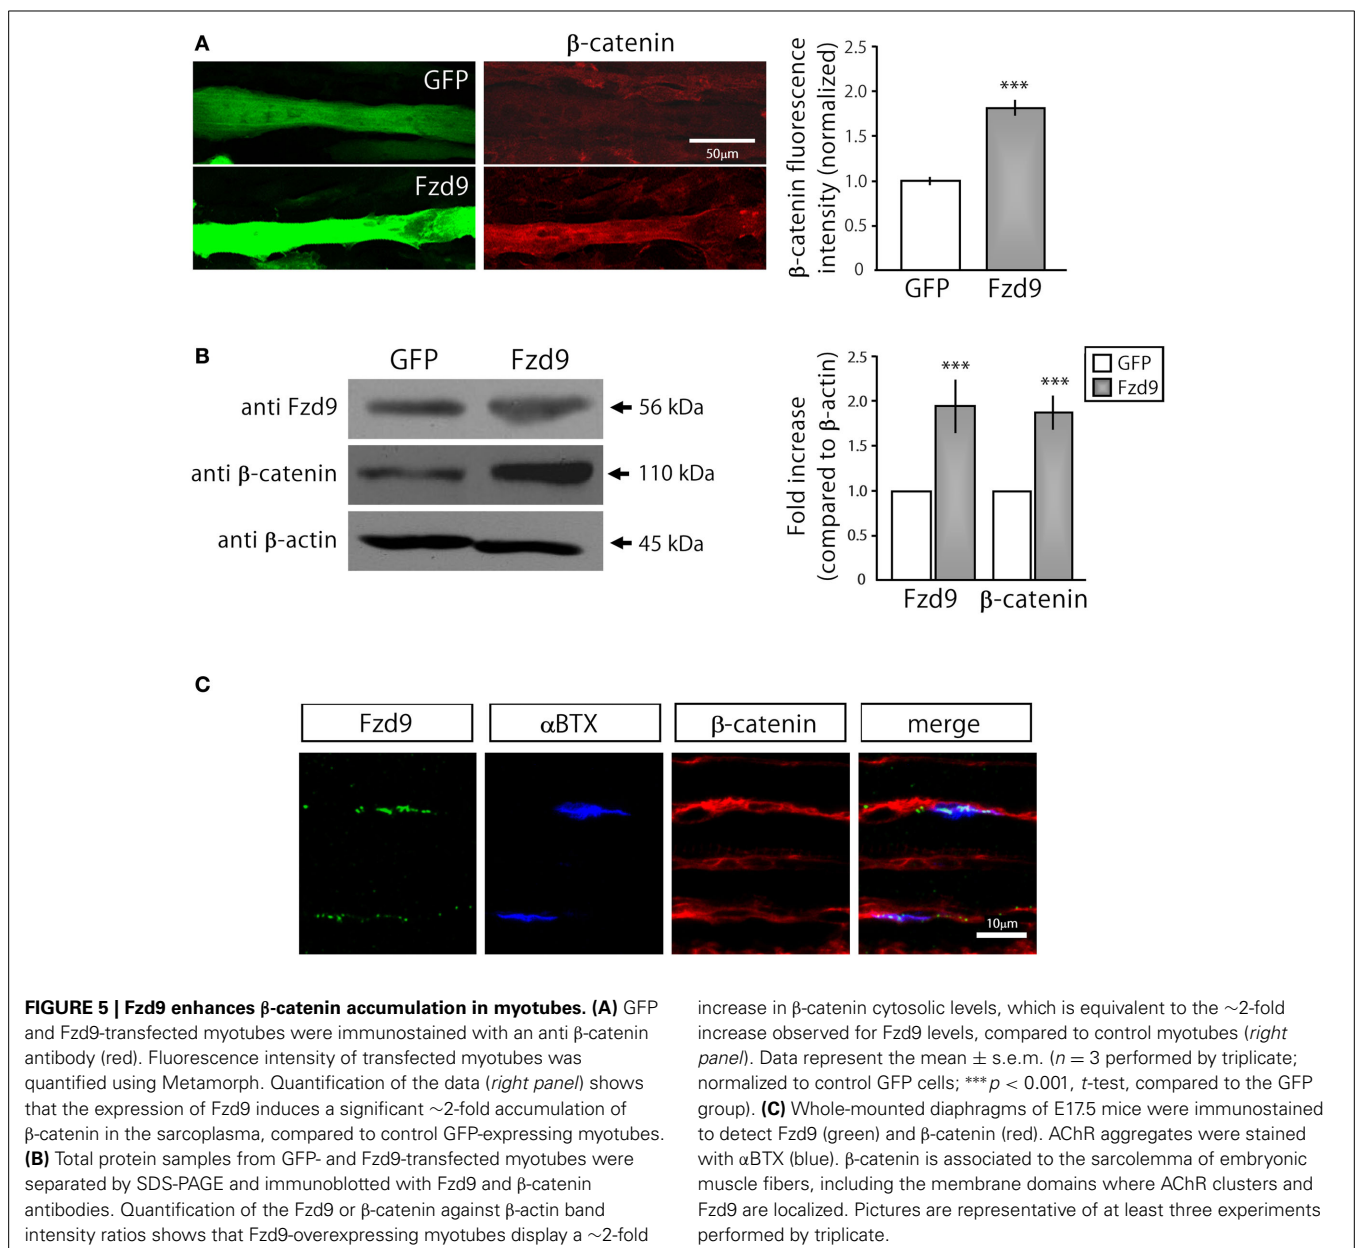 A
β-catenin
GFP
50μm
Fzd9
β-catenin fluorescence
intensity (normalized)
2.5
2.0
1.5
1.0
0.5
0
***
GFP Fzd9
B
GFP Fzd9
anti Fzd9 56 kDa
anti β-catenin 110 kDa
anti β-actin 45 kDa
Fold increase
(compared to β-actin)
2.5
2.0
1.5
1.0
0.5
0
***
***
GFP
Fzd9
Fzd9 β-catenin
C
Fzd9 αBTX β-catenin merge
10μm
FIGURE 5 | Fzd9 enhances β-catenin accumulation in myotubes. (A) GFP
and Fzd9-transfected myotubes were immunostained with an anti β-catenin
antibody (red). Fluorescence intensity of transfected myotubes was
quantified using Metamorph. Quantification of the data (right panel) shows
that the expression of Fzd9 induces a significant ∼2-fold accumulation of
β-catenin in the sarcoplasma, compared to control GFP-expressing myotubes.
(B) Total protein samples from GFP- and Fzd9-transfected myotubes were
separated by SDS-PAGE and immunoblotted with Fzd9 and β-catenin
antibodies. Quantification of the Fzd9 or β-catenin against β-actin band
intensity ratios shows that Fzd9-overexpressing myotubes display a ∼2-fold
increase in β-catenin cytosolic levels, which is equivalent to the ∼2-fold
increase observed for Fzd9 levels, compared to control myotubes (right
panel). Data represent the mean ± s.e.m. (n = 3 performed by triplicate;
normalized to control GFP cells; ***p < 0.001, t-test, compared to the GFP
group). (C) Whole-mounted diaphragms of E17.5 mice were immunostained
to detect Fzd9 (green) and β-catenin (red). AChR aggregates were stained
with αBTX (blue). β-catenin is associated to the sarcolemma of embryonic
muscle fibers, including the membrane domains where AChR clusters and
Fzd9 are localized. Pictures are representative of at least three experiments
performed by triplicate.